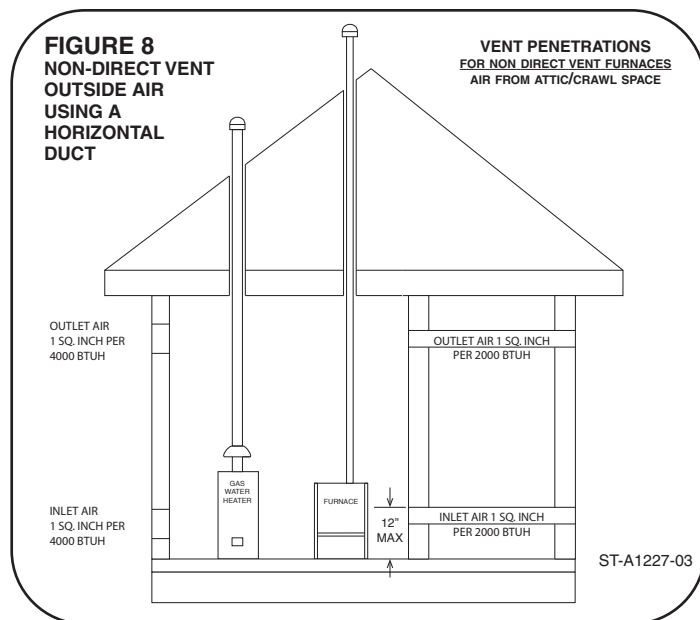 FIGURE 8
NON-DIRECT VENT
OUTSIDE AIR
USING A
HORIZONTAL
DUCT
VENT PENETRATIONS
FOR NON DIRECT VENT FURNACES
AIR FROM ATTIC/CRAWL SPACE
OUTLET AIR
1 SQ. INCH PER
4000 BTUH
OUTLET AIR 1 SQ. INCH
PER 2000 BTUH
GAS
WATER
HEATER
FURNACE
INLET AIR
1 SQ. INCH PER
4000 BTUH
12"
MAX
INLET AIR 1 SQ. INCH
PER 2000 BTUH
ST-A1227-03